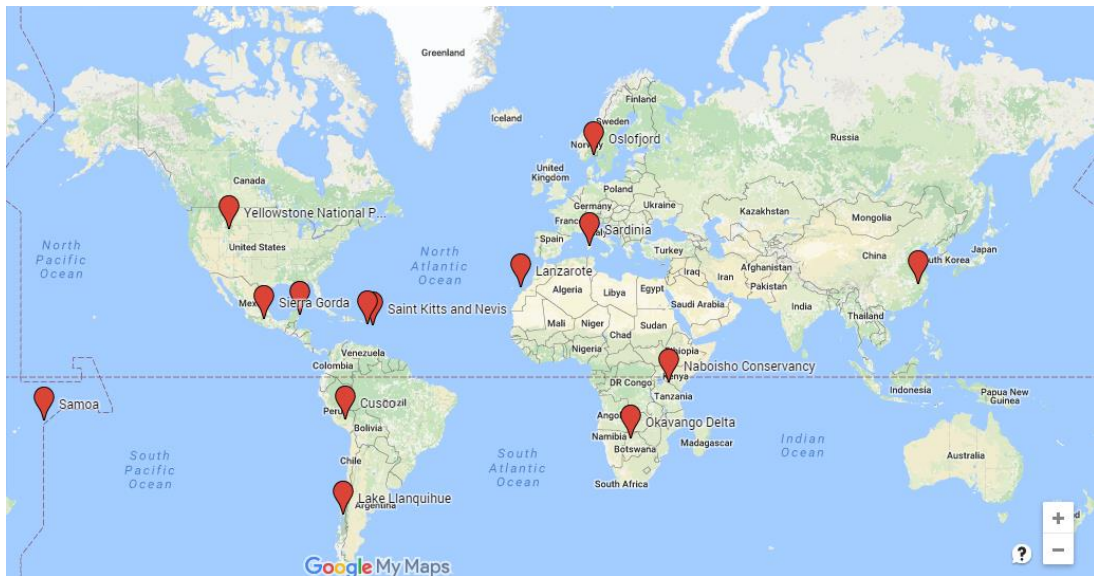 Greenland
Iceland
Finland
Sweden
Norway
Oslofjord
Russia
Canada
United
Kingdom
Poland
Germany
Ukraine
Kazakhstan
Mongolia
Yellowstone National P...
France
Italy
Sardinia
North
Pacific
Ocean
United States
North
Atlantic
Ocean
Spain
Turkey
Japan
China
South Korea
Lanzarote
Iraq
Iran
Afghanistan
Pakistan
Algeria
Libya
Egypt
Saudi Arabia
India
Mexico
Sierra Gorda
Saint Kitts and Nevis
Mali
Niger
Sudan
Chad
Thailand
Nigeria
Ethiopia
Venezuela
Colombia
Naboisho Conservancy
DR Congo
Kenya
Tanzania
Indonesia
Papua New
Guinea
Samoa
Cusco
Brazil
Peru
Bolivia
Angola
Okavango Delta
Namibia
Botswana
Madagascar
Indian
Ocean
South
Pacific
Ocean
Chile
South
Atlantic
Ocean
Australia
South Africa
Lake Llanquihue
Argentina
+
?
−
Google My Maps